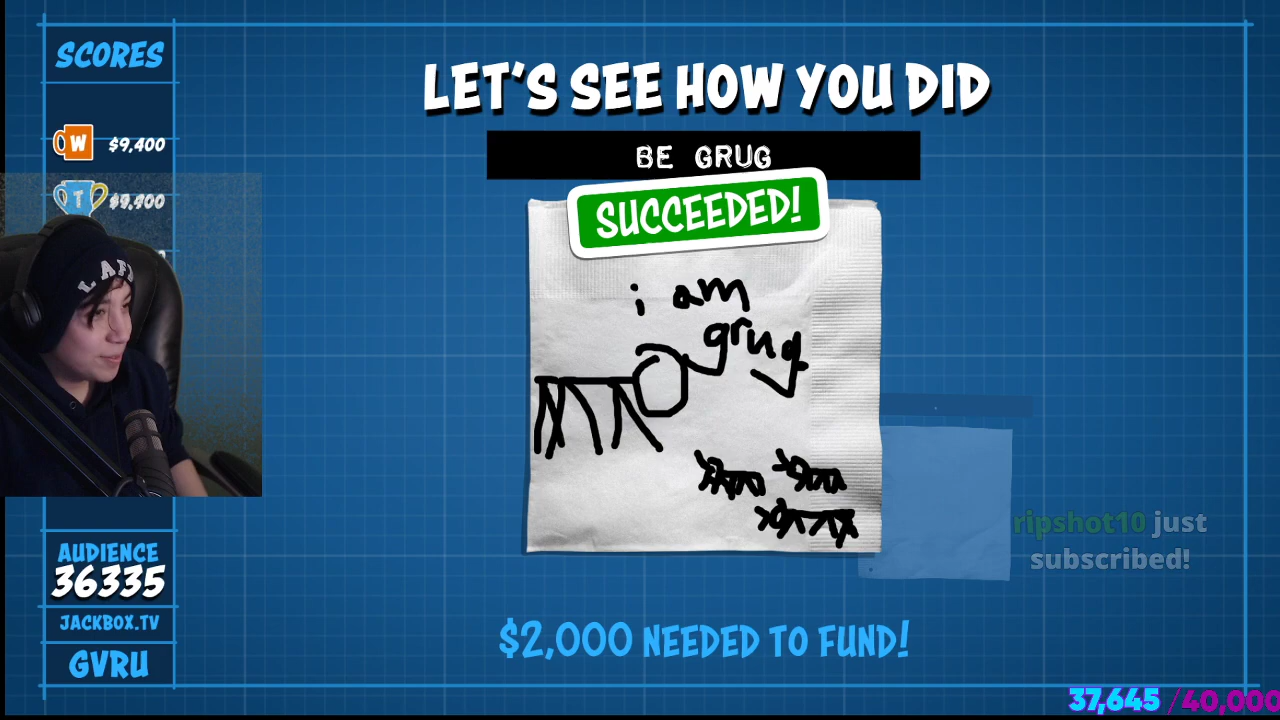 SCORES
W $9,400
T $9,400
LET'S SEE HOW YOU DID
BE GRUG
SUCCEEDED!
i am
grug
ripshot10 just
subscribed!
AUDIENCE
36335
JACKBOX.TV
GVRU
$2,000 NEEDED TO FUND!
37,645 /40,000